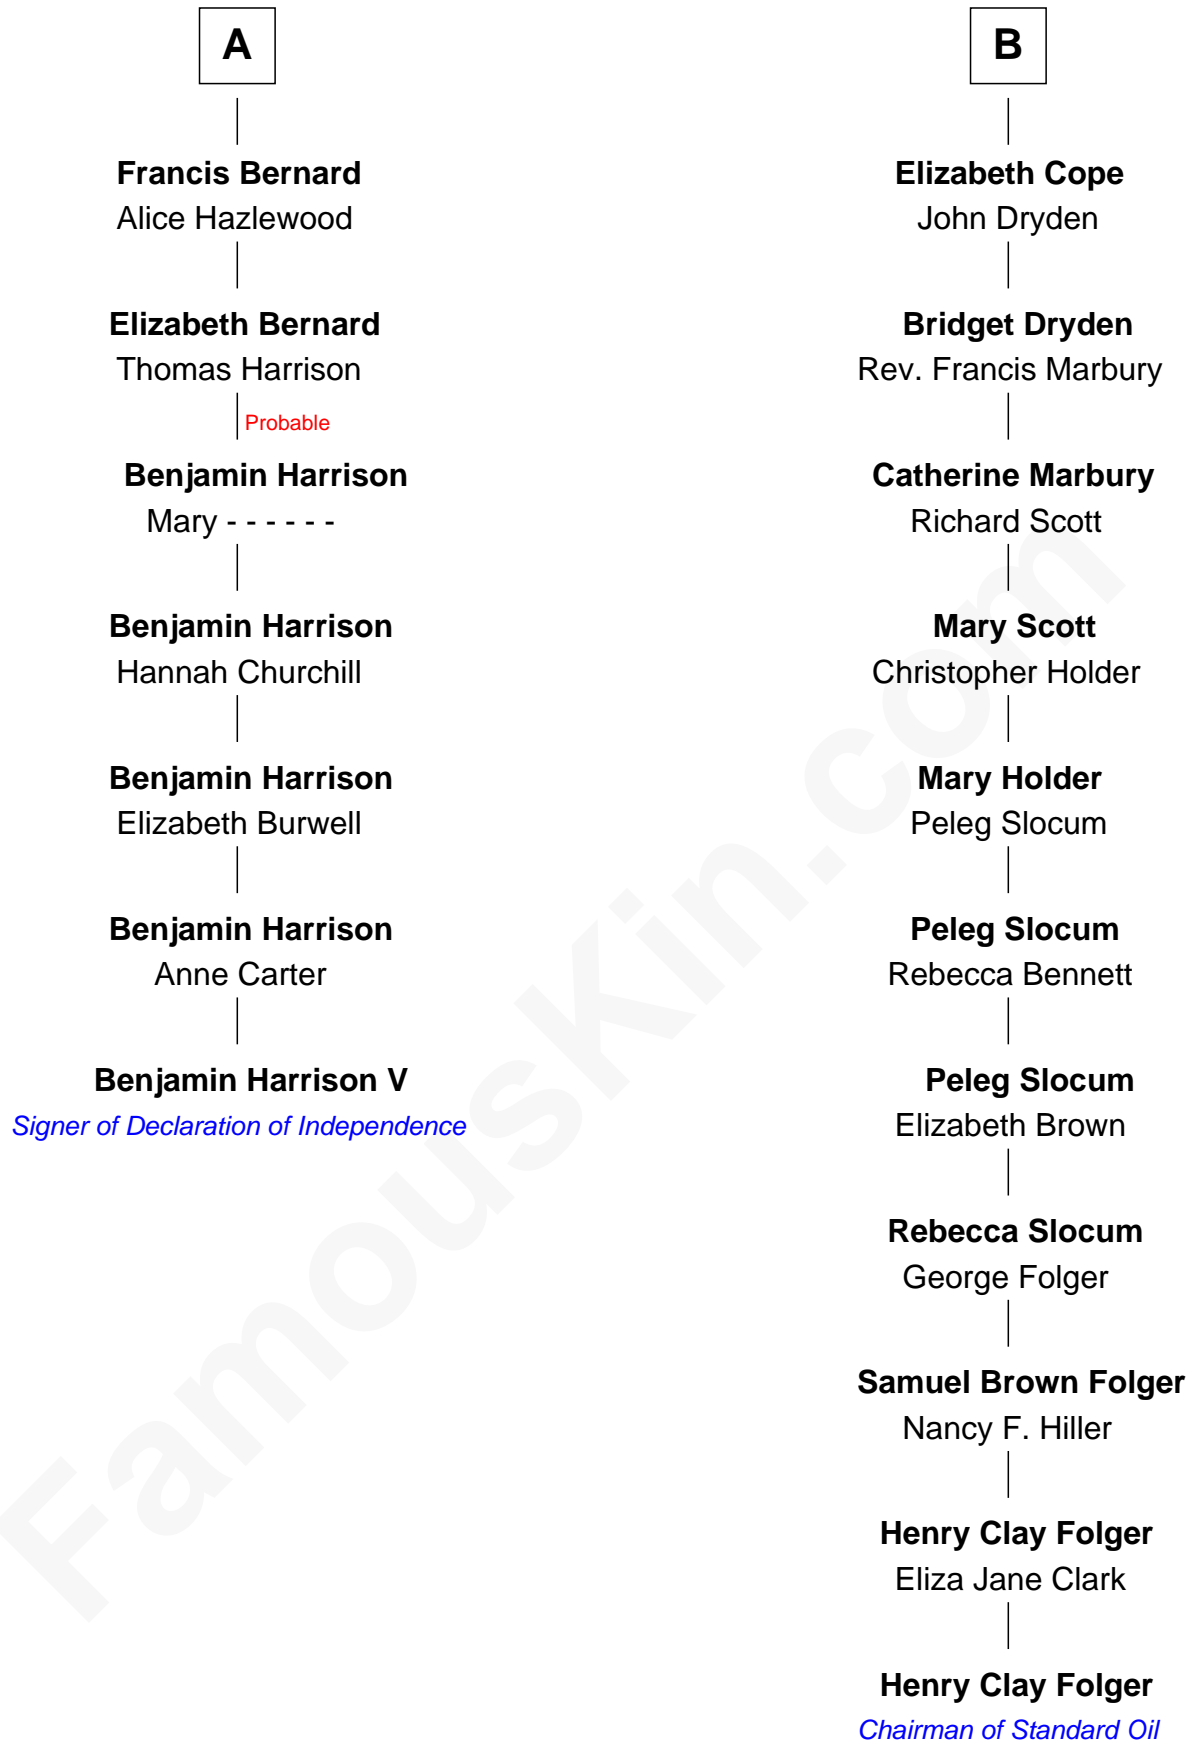 A
Francis Bernard
Alice Hazlewood
Elizabeth Bernard
Thomas Harrison
Probable
Benjamin Harrison
Mary - - - - - -
Benjamin Harrison
Hannah Churchill
Benjamin Harrison
Elizabeth Burwell
Benjamin Harrison
Anne Carter
Benjamin Harrison V
Signer of Declaration of Independence
B
Elizabeth Cope
John Dryden
Bridget Dryden
Rev. Francis Marbury
Catherine Marbury
Richard Scott
Mary Scott
Christopher Holder
Mary Holder
Peleg Slocum
Peleg Slocum
Rebecca Bennett
Peleg Slocum
Elizabeth Brown
Rebecca Slocum
George Folger
Samuel Brown Folger
Nancy F. Hiller
Henry Clay Folger
Eliza Jane Clark
Henry Clay Folger
Chairman of Standard Oil
FamousKin.com